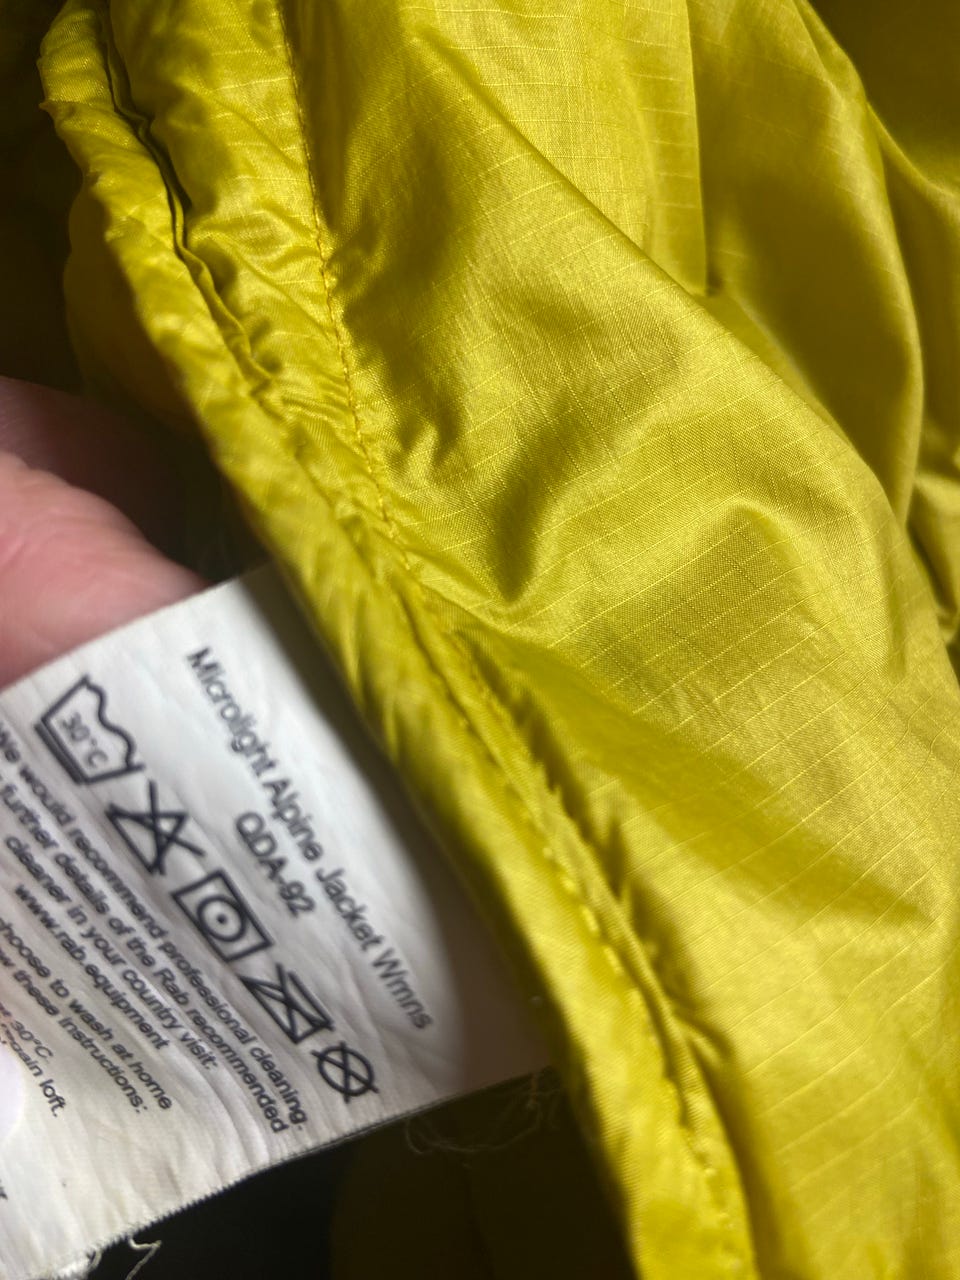 Microlight Alpine Jacket Wmns
QDA-92
30°C
We would recommend professional cleaning.
further details of the Rab recommended
cleaner in your country visit:
www.rab.equipment
choose to wash at home
these instructions:
30°C
loft.